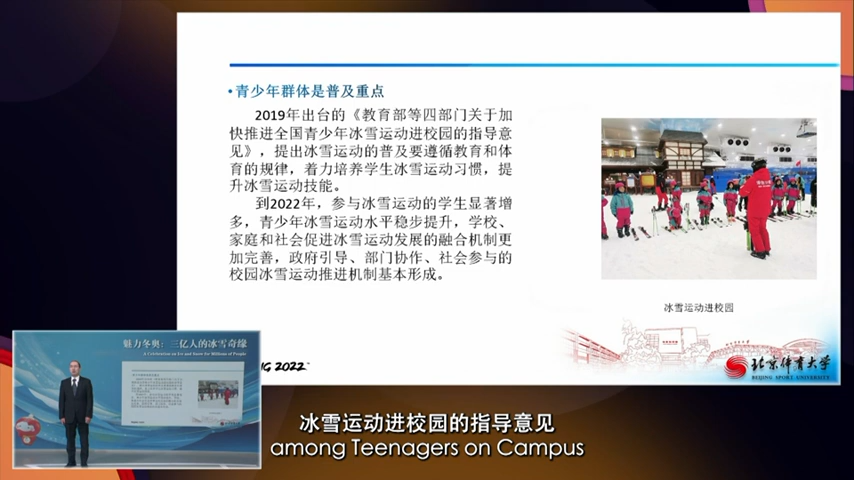 •青少年群体是普及重点
2019年出台的《教育部等四部门关于加
快推进全国青少年冰雪运动进校园的指导意
见》，提出冰雪运动的普及要遵循教育和体
育的规律，着力培养学生冰雪运动习惯，提
升冰雪运动技能。
到2022年，参与冰雪运动的学生显著增
多，青少年冰雪运动水平稳步提升，学校、
家庭和社会促进冰雪运动发展的融合机制更
加完善，政府引导、部门协作、社会参与的
校园冰雪运动推进机制基本形成。
冰雪运动进校园
NG 2022
北京体育大学
BEIJING SPORT UNIVERSITY
魅力冬奥：三亿人的冰雪奇缘
A Celebration on Ice and Snow for Millions of People
冰雪运动进校园的指导意见
among Teenagers on Campus